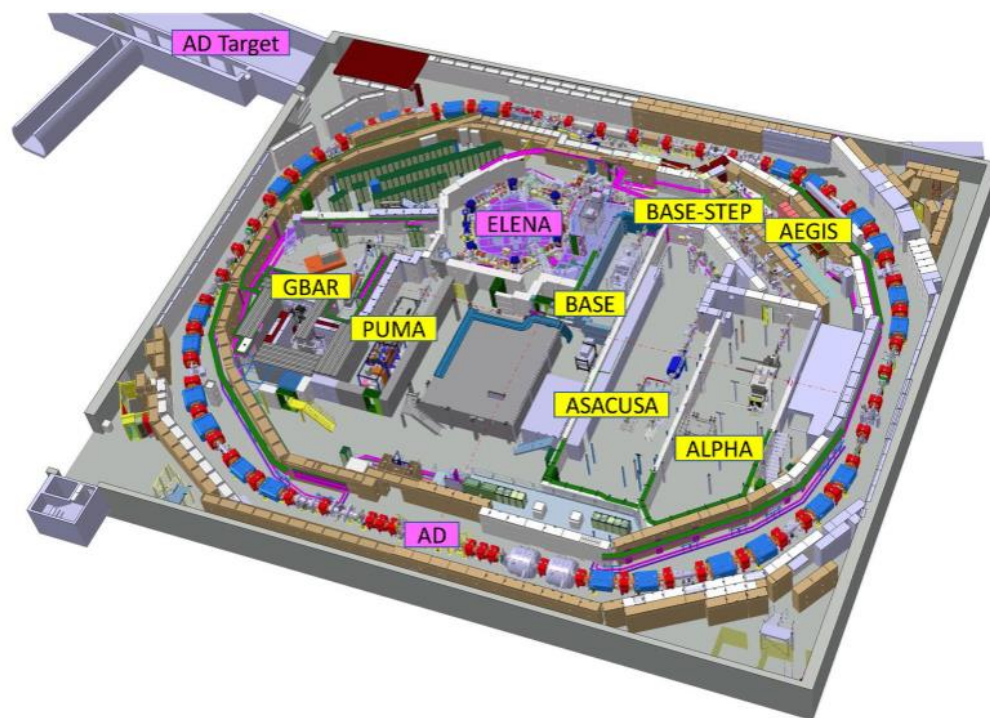 AD Target
ELENA
BASE-STEP
AEGIS
GBAR
BASE
PUMA
ASACUSA
ALPHA
AD